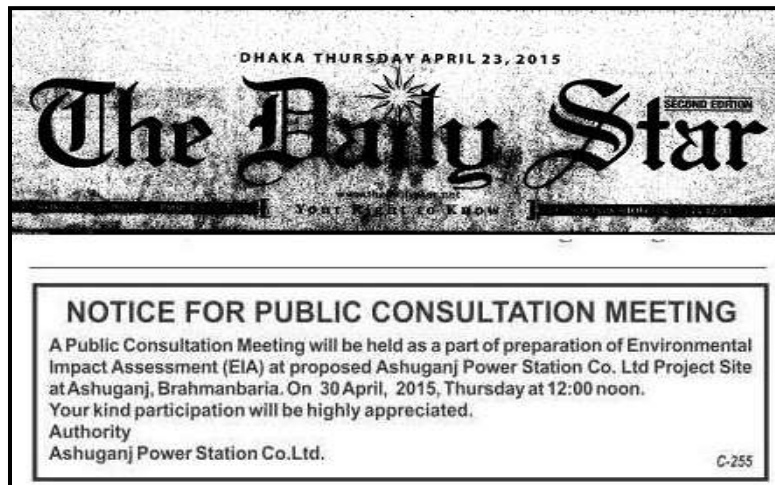 DHAKA THURSDAY APRIL 23, 2015
The Daily Star
SECOND EDITION
Your Right to Know
NOTICE FOR PUBLIC CONSULTATION MEETING
A Public Consultation Meeting will be held as a part of preparation of Environmental
Impact Assessment (EIA) at proposed Ashuganj Power Station Co. Ltd Project Site
at Ashuganj, Brahmanbaria. On 30 April, 2015, Thursday at 12:00 noon.
Your kind participation will be highly appreciated.
Authority
Ashuganj Power Station Co.Ltd.
C-255